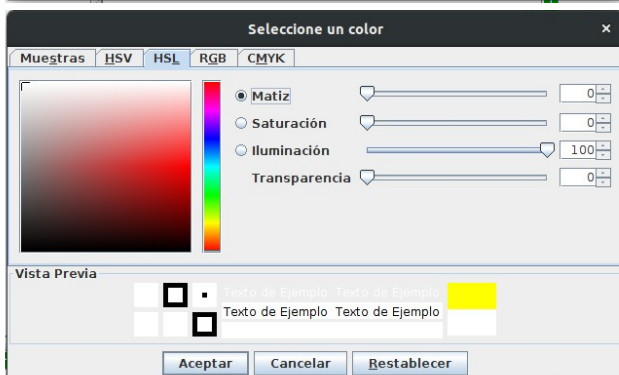 Seleccione un color ×
Muestras HSV HSL RGB CMYK
Matiz 0
Saturación 0
Iluminación 100
Transparencia 0
Vista Previa
Texto de Ejemplo Texto de Ejemplo
Texto de Ejemplo Texto de Ejemplo
Aceptar Cancelar Restablecer